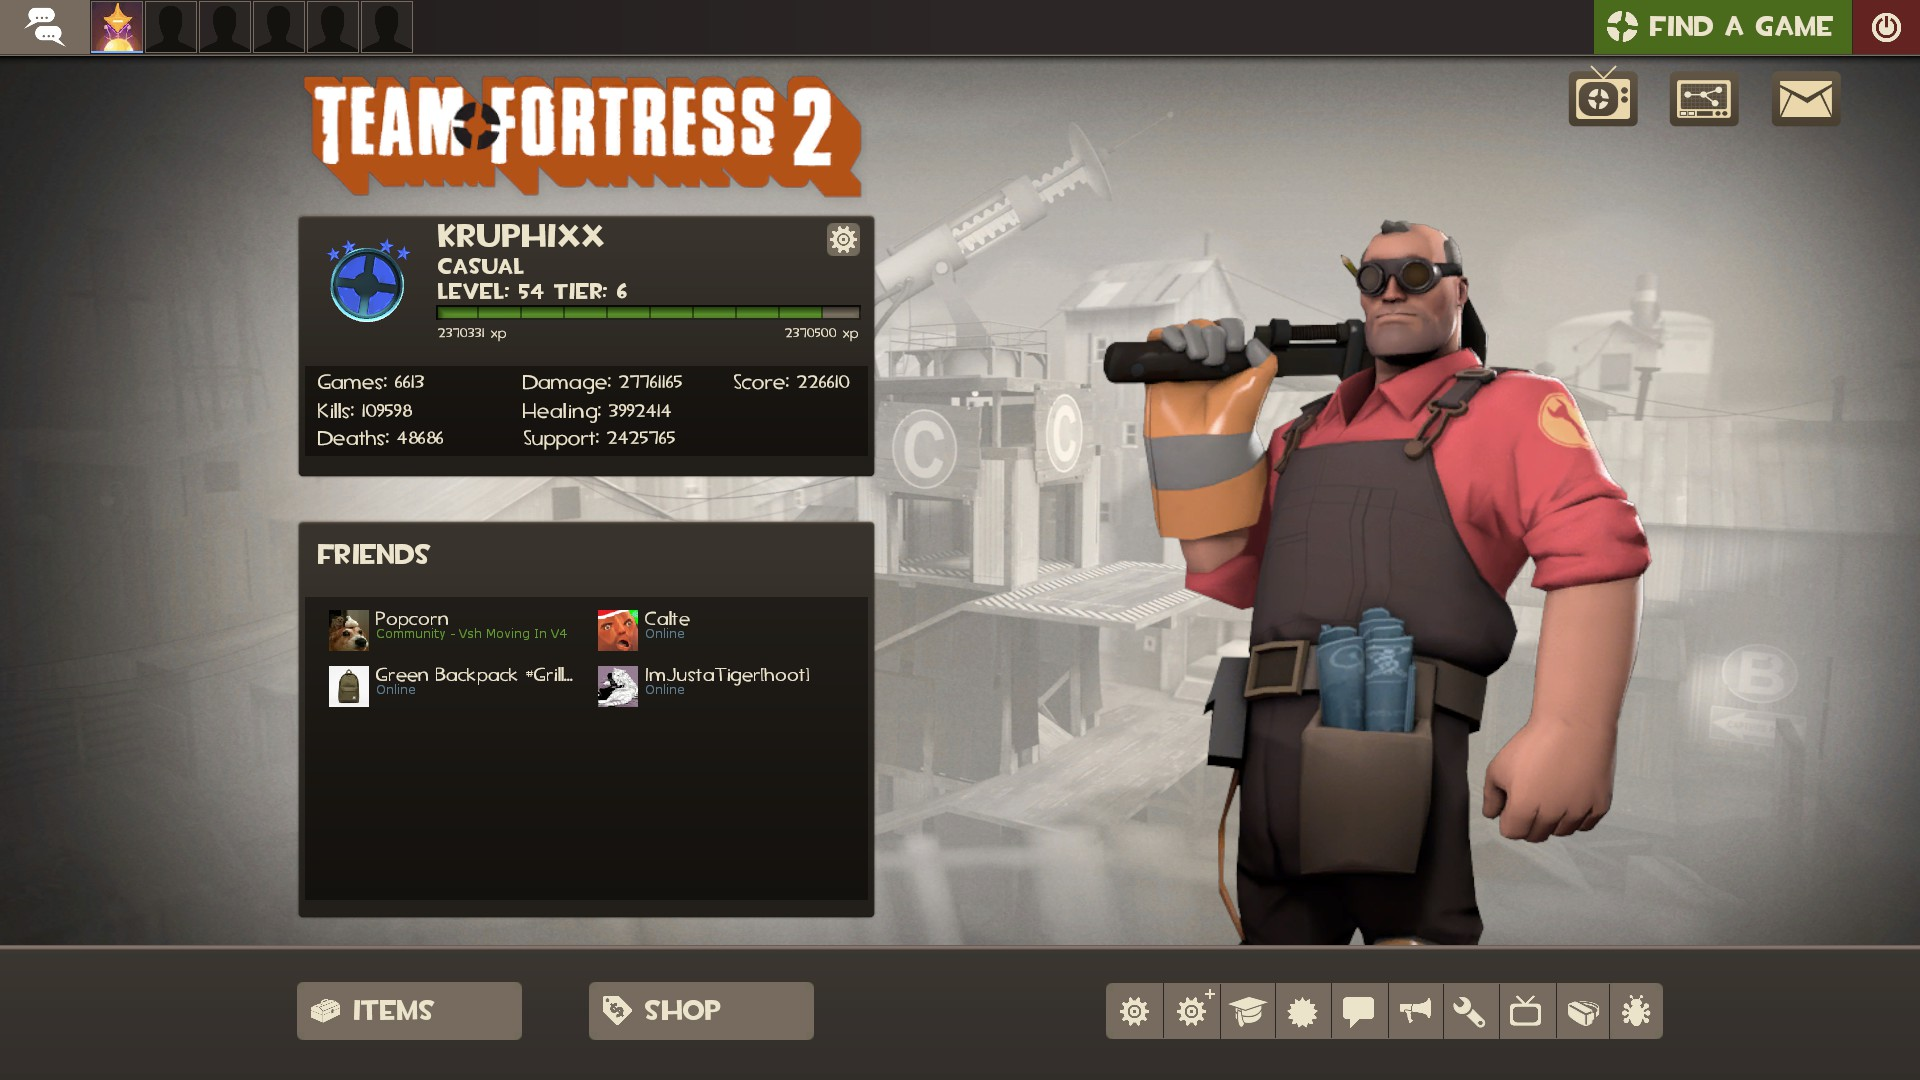 FIND A GAME
TEAM FORTRESS 2
KRUPHIXX
CASUAL
LEVEL: 54 TIER: 6
2370331 xp
2370500 xp
Games: 6613
Damage: 27761165
Score: 226610
Kills: 109598
Healing: 3992414
Deaths: 48686
Support: 2425765
C
C
FRIENDS
Popcorn
Community - Vsh Moving In V4
Calte
Online
Green Backpack #Grill...
Online
ImJustaTiger[hoot]
Online
B
ITEMS
SHOP